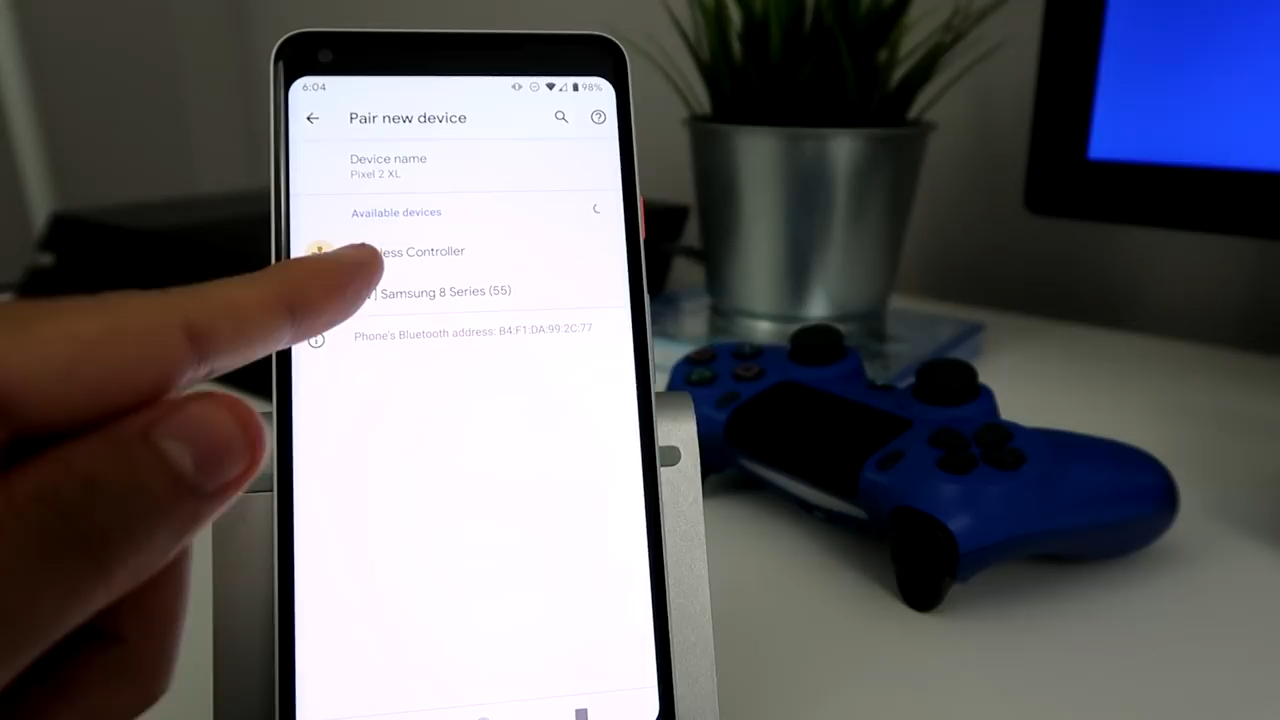 6:04 98%
Pair new device
Device name
Pixel 2 XL
Available devices
Controller
Samsung 8 Series (55)
Phone's Bluetooth address: B4:F1:DA:99:2C:77